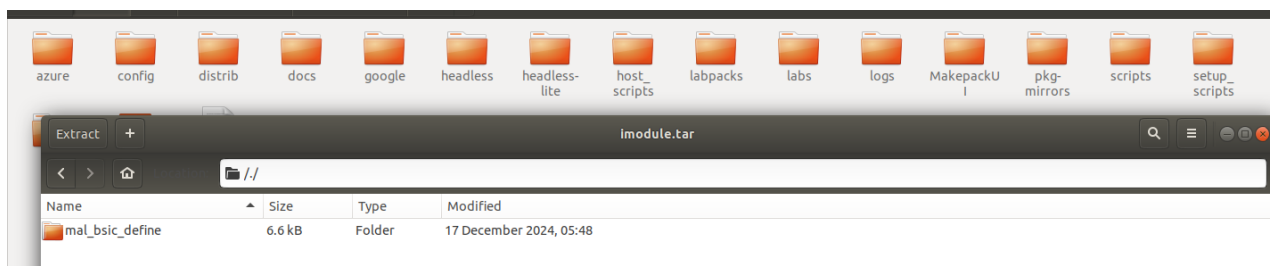 azure config distrib docs google headless headless- host_ labpacks labs logs MakepackU pkg- scripts setup_
lite scripts I mirrors scripts
Extract + imodule.tar
/./
Name Size Type Modified
mal_bsic_define 6.6 kB Folder 17 December 2024, 05:48